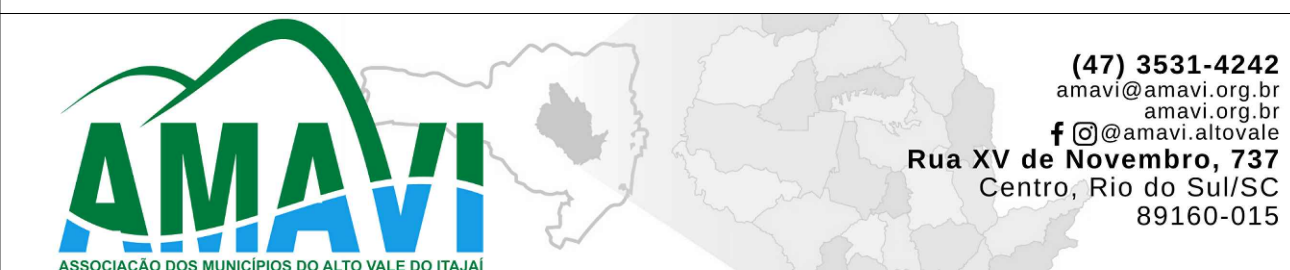 AMAVI
ASSOCIAÇÃO DOS MUNICÍPIOS DO ALTO VALE DO ITAJAÍ
(47) 3531-4242
amavi@amavi.org.br
amavi.org.br
@amavi.altovale
Rua XV de Novembro, 737
Centro, Rio do Sul/SC
89160-015